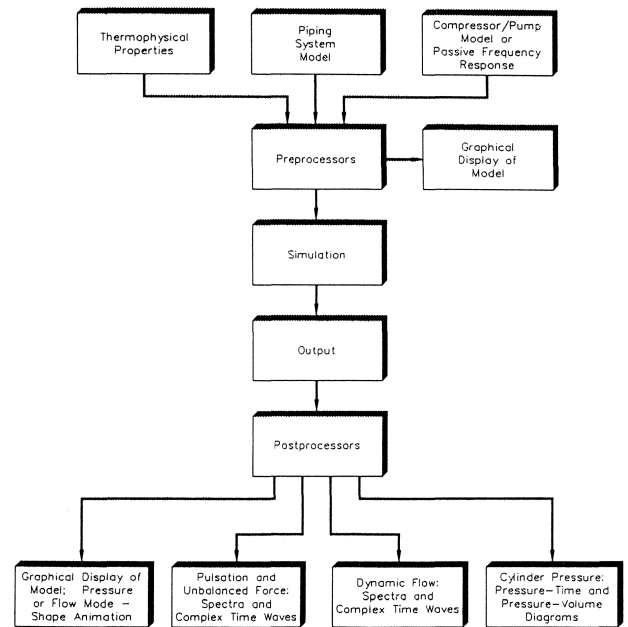 Thermophysical
Properties
Piping
System
Model
Compressor/Pump
Model or
Passive Frequency
Response
Preprocessors
Graphical
Display of
Model
Simulation
Output
Postprocessors
Graphical Display of
Model; Pressure
or Flow Mode –
Shape Animation
Pulsation and
Unbalanced Force:
Spectra and
Complex Time Waves
Dynamic Flow:
Spectra and
Complex Time Waves
Cylinder Pressure:
Pressure–Time and
Pressure–Volume
Diagrams